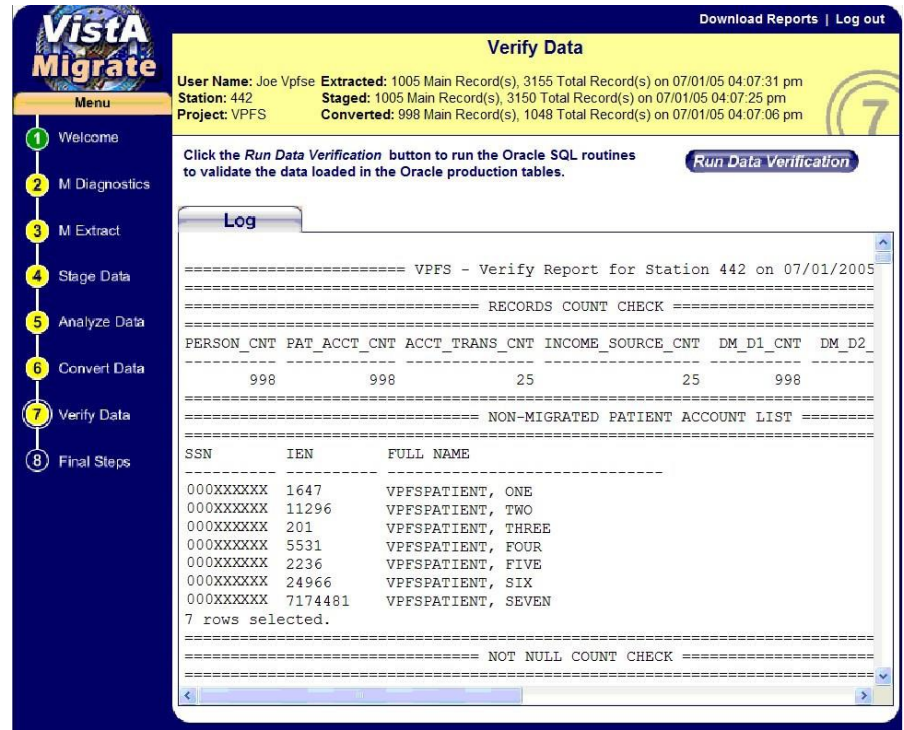 VistA
Migrate
Download Reports | Log out
Verify Data
User Name: Joe Vpfse Extracted: 1005 Main Record(s), 3155 Total Record(s) on 07/01/05 04:07:31 pm
Station: 442 Staged: 1005 Main Record(s), 3150 Total Record(s) on 07/01/05 04:07:25 pm
Project: VPFS Converted: 998 Main Record(s), 1048 Total Record(s) on 07/01/05 04:07:06 pm
7
Menu
1 Welcome
2 M Diagnostics
3 M Extract
4 Stage Data
5 Analyze Data
6 Convert Data
7 Verify Data
8 Final Steps
Click the Run Data Verification button to run the Oracle SQL routines
to validate the data loaded in the Oracle production tables.
Run Data Verification
Log
======================== VPFS - Verify Report for Station 442 on 07/01/2005
===========================================================================
================================ RECORDS COUNT CHECK ======================
===========================================================================
PERSON_CNT PAT_ACCT_CNT ACCT_TRANS_CNT INCOME_SOURCE_CNT DM_D1_CNT DM_D2_
---------- ------------ -------------- ----------------- ---------- ------
998 998 25 25 998
===========================================================================
================================ NON-MIGRATED PATIENT ACCOUNT LIST ========
===========================================================================
SSN IEN FULL NAME
---------- ---------- ------------------------------
000XXXXXX 1647 VPFSPATIENT, ONE
000XXXXXX 11296 VPFSPATIENT, TWO
000XXXXXX 201 VPFSPATIENT, THREE
000XXXXXX 5531 VPFSPATIENT, FOUR
000XXXXXX 2236 VPFSPATIENT, FIVE
000XXXXXX 24966 VPFSPATIENT, SIX
000XXXXXX 7174481 VPFSPATIENT, SEVEN
7 rows selected.
===========================================================================
================================ NOT NULL COUNT CHECK =====================
===========================================================================